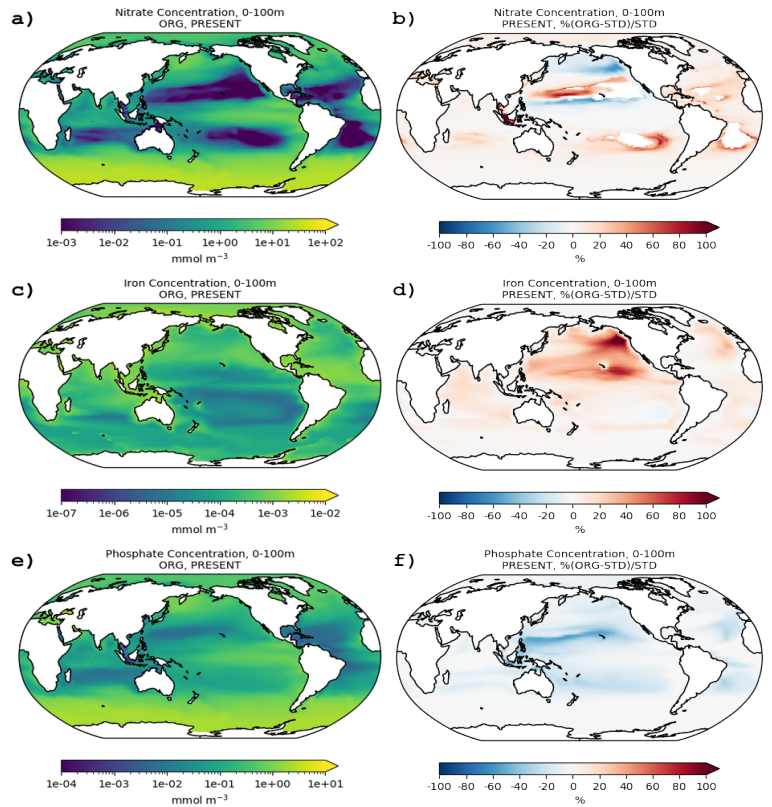 a)
Nitrate Concentration, 0-100m
ORG, PRESENT
1e-03 1e-02 1e-01 1e+00 1e+01 1e+02
mmol m⁻³
b)
Nitrate Concentration, 0-100m
PRESENT, %(ORG-STD)/STD
-100 -80 -60 -40 -20 0 20 40 60 80 100
%
c)
Iron Concentration, 0-100m
ORG, PRESENT
1e-07 1e-06 1e-05 1e-04 1e-03 1e-02
mmol m⁻³
d)
Iron Concentration, 0-100m
PRESENT, %(ORG-STD)/STD
-100 -80 -60 -40 -20 0 20 40 60 80 100
%
e)
Phosphate Concentration, 0-100m
ORG, PRESENT
1e-04 1e-03 1e-02 1e-01 1e+00 1e+01
mmol m⁻³
f)
Phosphate Concentration, 0-100m
PRESENT, %(ORG-STD)/STD
-100 -80 -60 -40 -20 0 20 40 60 80 100
%